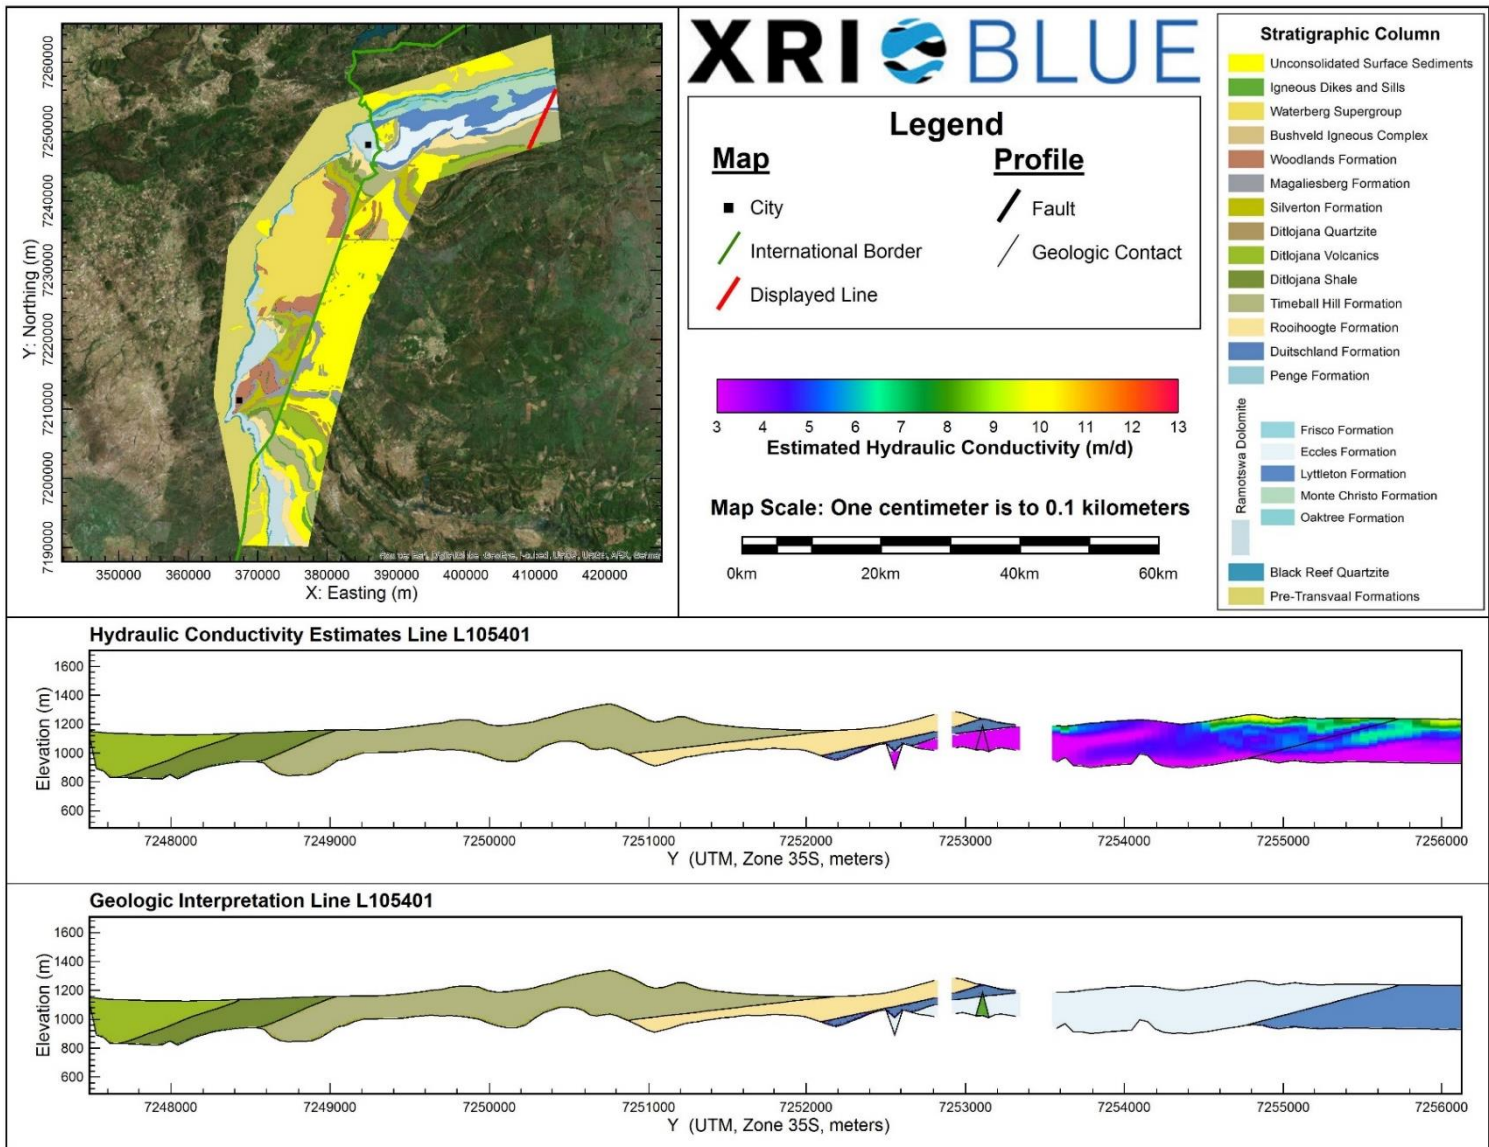 XRI BLUE
Legend
Map
City
International Border
Displayed Line
Profile
Fault
Geologic Contact
3 4 5 6 7 8 9 10 11 12 13
Estimated Hydraulic Conductivity (m/d)
Map Scale: One centimeter is to 0.1 kilometers
0km 20km 40km 60km
Stratigraphic Column
Unconsolidated Surface Sediments
Igneous Dikes and Sills
Waterberg Supergroup
Bushveld Igneous Complex
Woodlands Formation
Magaliesberg Formation
Silverton Formation
Ditlojana Quartzite
Ditlojana Volcanics
Ditlojana Shale
Timeball Hill Formation
Rooihoogte Formation
Duitschland Formation
Penge Formation
Ramotswa Dolomite
Frisco Formation
Eccles Formation
Lyttleton Formation
Monte Christo Formation
Oaktree Formation
Black Reef Quartzite
Pre-Transvaal Formations
Y: Northing (m)
7260000
7250000
7240000
7230000
7220000
7210000
7200000
7190000
350000 360000 370000 380000 390000 400000 410000 420000
X: Easting (m)
Hydraulic Conductivity Estimates Line L105401
Elevation (m)
1600
1400
1200
1000
800
600
7248000 7249000 7250000 7251000 7252000 7253000 7254000 7255000 7256000
Y (UTM, Zone 35S, meters)
Geologic Interpretation Line L105401
Elevation (m)
1600
1400
1200
1000
800
600
7248000 7249000 7250000 7251000 7252000 7253000 7254000 7255000 7256000
Y (UTM, Zone 35S, meters)